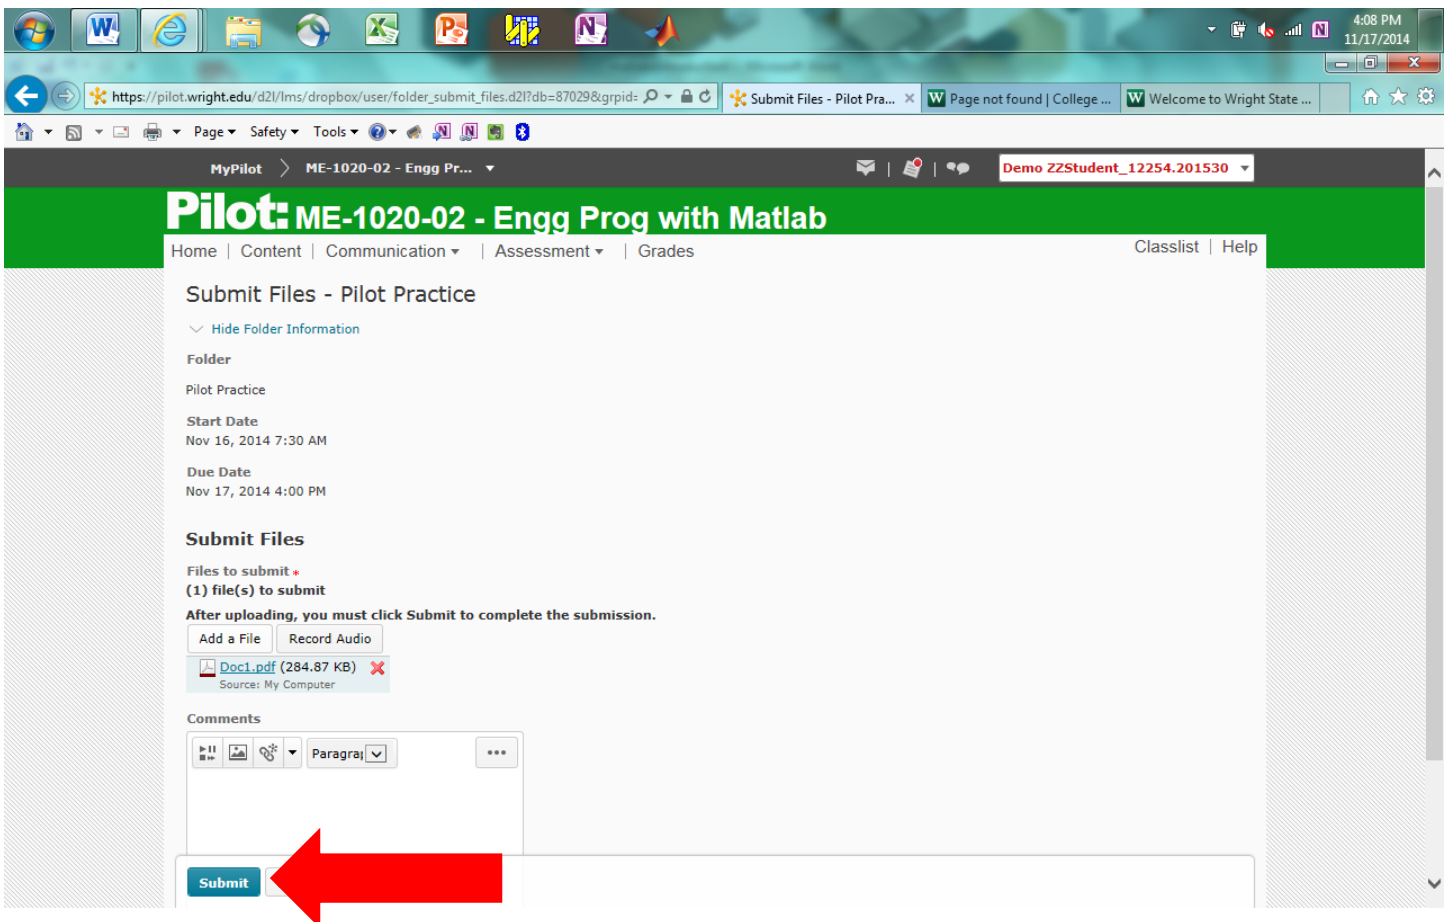 4:08 PM
11/17/2014
https://pilot.wright.edu/d2l/lms/dropbox/user/folder_submit_files.d2l?db=87029&grpid=
Submit Files - Pilot Pra...
Page not found | College ...
Welcome to Wright State ...
Page Safety Tools
MyPilot ME-1020-02 - Engg Pr...
Demo ZZStudent_12254.201530
Pilot: ME-1020-02 - Engg Prog with Matlab
Home | Content | Communication | Assessment | Grades
Classlist | Help
Submit Files - Pilot Practice
Hide Folder Information
Folder
Pilot Practice
Start Date
Nov 16, 2014 7:30 AM
Due Date
Nov 17, 2014 4:00 PM
Submit Files
Files to submit *
(1) file(s) to submit
After uploading, you must click Submit to complete the submission.
Add a File Record Audio
Doc1.pdf (284.87 KB)
Source: My Computer
Comments
Paragra
Submit